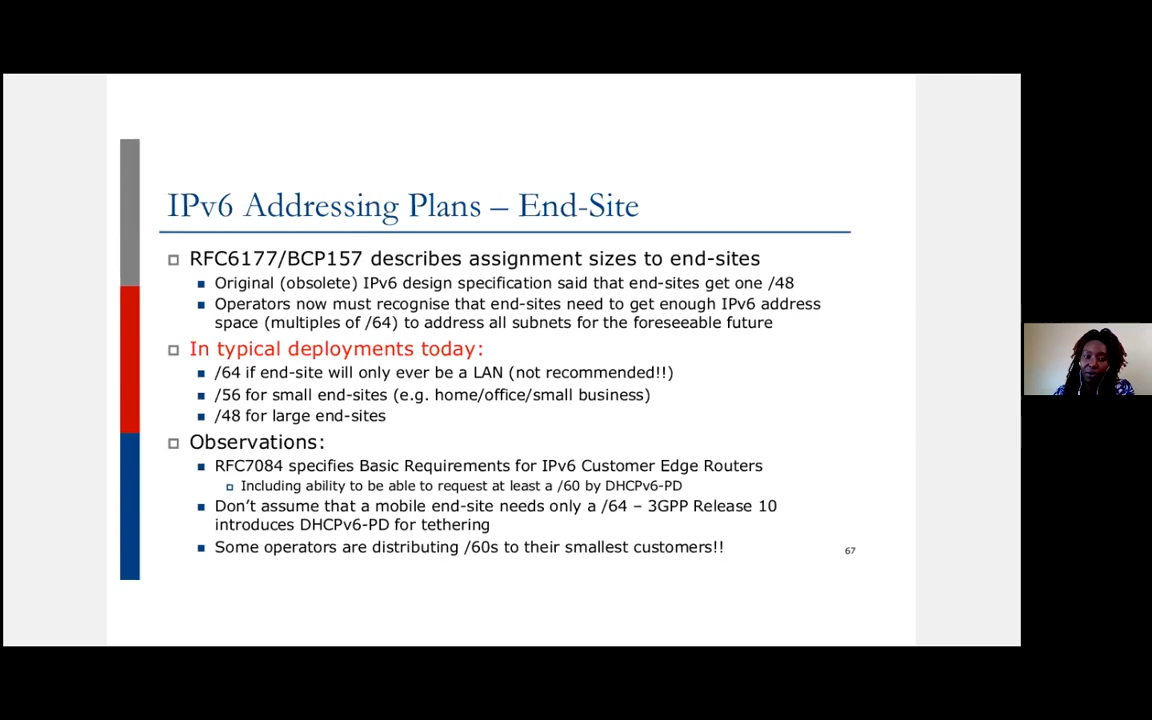 IPv6 Addressing Plans – End-Site
RFC6177/BCP157 describes assignment sizes to end-sites
Original (obsolete) IPv6 design specification said that end-sites get one /48
Operators now must recognise that end-sites need to get enough IPv6 address
space (multiples of /64) to address all subnets for the foreseeable future
In typical deployments today:
/64 if end-site will only ever be a LAN (not recommended!!)
/56 for small end-sites (e.g. home/office/small business)
/48 for large end-sites
Observations:
RFC7084 specifies Basic Requirements for IPv6 Customer Edge Routers
Including ability to be able to request at least a /60 by DHCPv6-PD
Don’t assume that a mobile end-site needs only a /64 – 3GPP Release 10
introduces DHCPv6-PD for tethering
Some operators are distributing /60s to their smallest customers!!
67